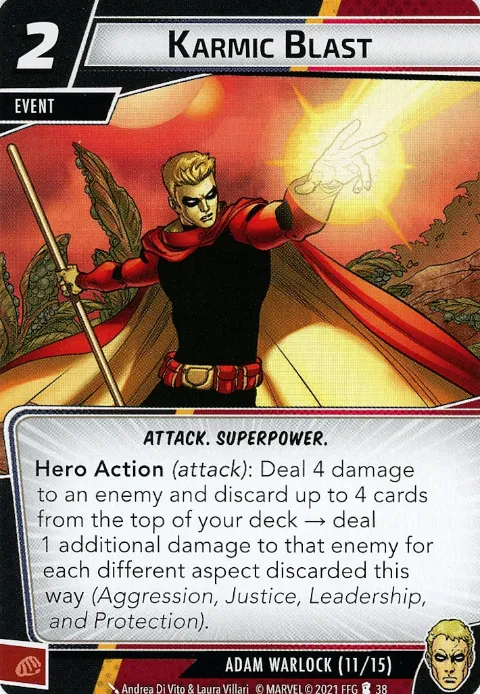 2
KARMIC BLAST
EVENT
ATTACK. SUPERPOWER.
Hero Action (attack): Deal 4 damage
to an enemy and discard up to 4 cards
from the top of your deck → deal
1 additional damage to that enemy for
each different aspect discarded this
way (Aggression, Justice, Leadership,
and Protection).
ADAM WARLOCK (11/15)
Andrea Di Vito & Laura Villari © MARVEL © 2021 FFG 38